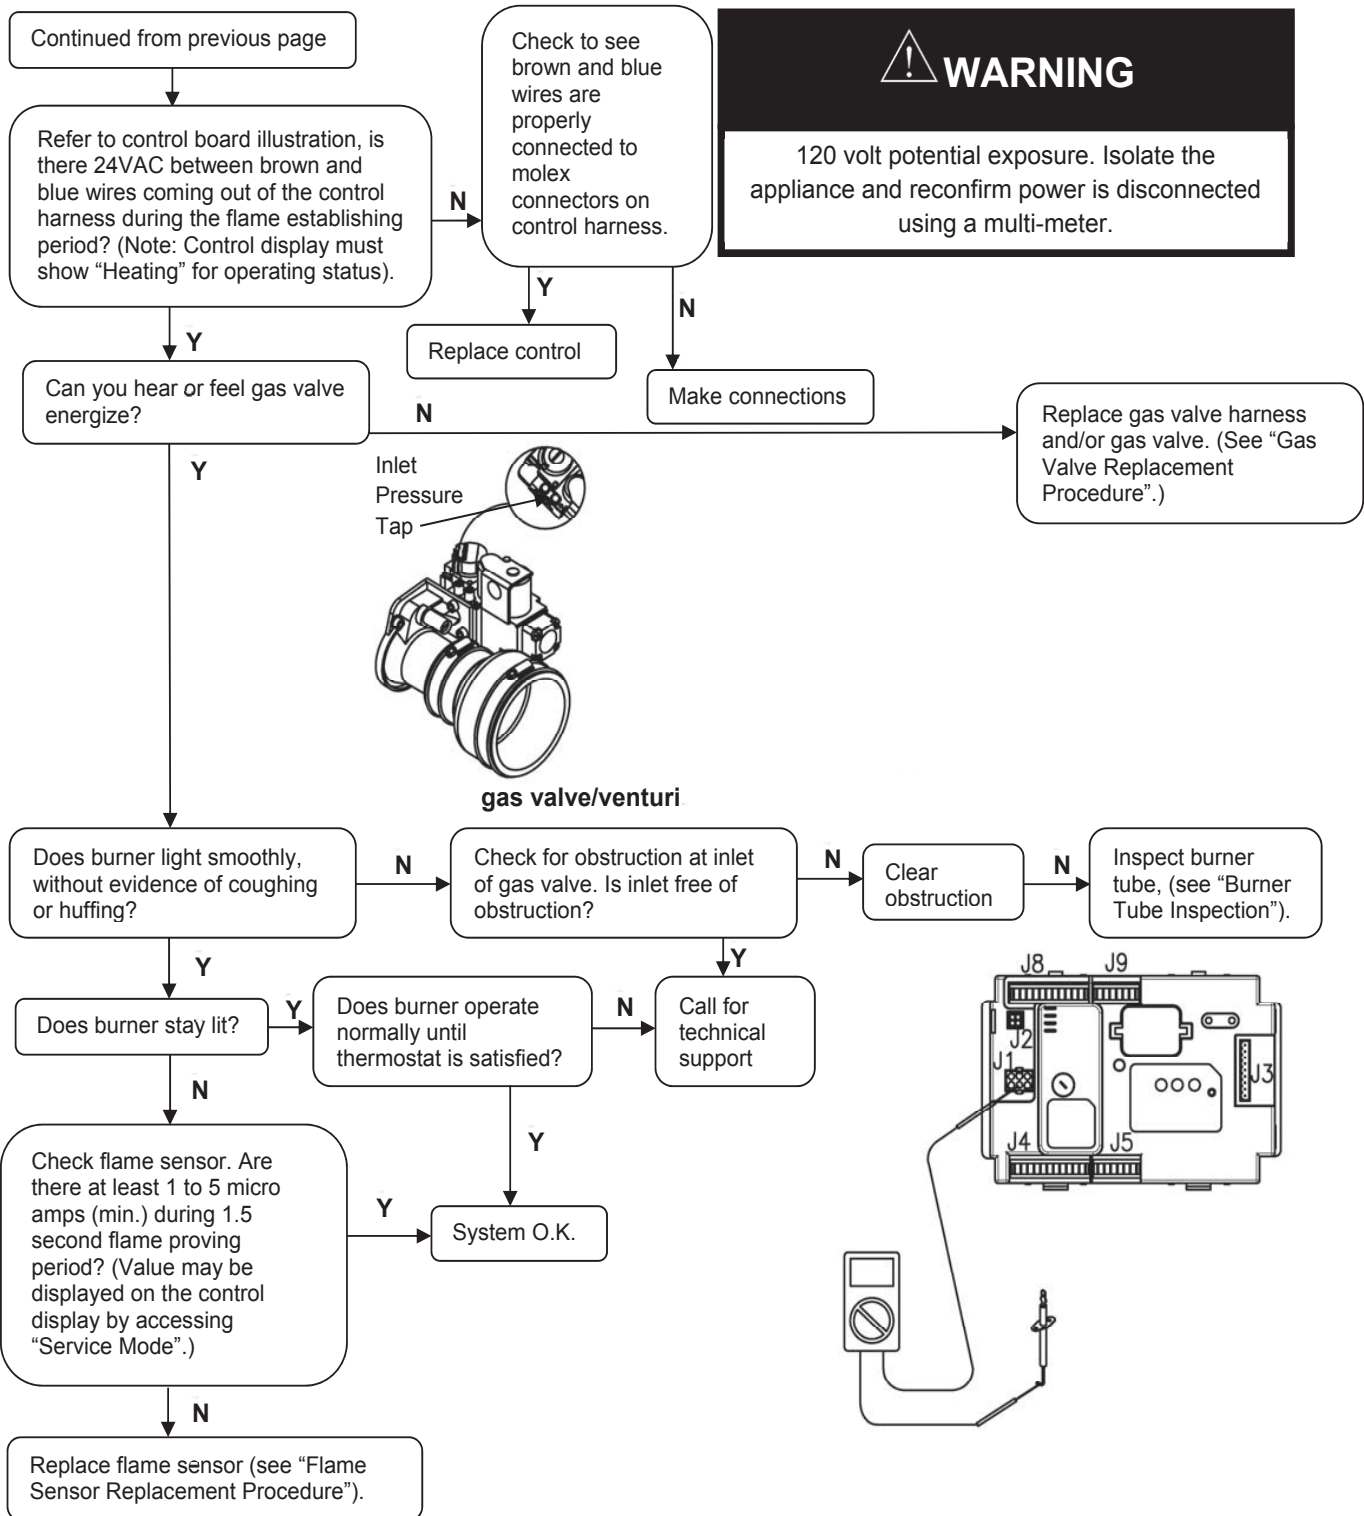 Continued from previous page
Refer to control board illustration, is
there 24VAC between brown and
blue wires coming out of the control
harness during the flame establishing
period? (Note: Control display must
show “Heating” for operating status).
N
Check to see
brown and blue
wires are
properly
connected to
molex
connectors on
control harness.
WARNING
120 volt potential exposure. Isolate the
appliance and reconfirm power is disconnected
using a multi-meter.
Y
Y
N
Replace control
Make connections
Can you hear or feel gas valve
energize?
N
Y
Replace gas valve harness
and/or gas valve. (See “Gas
Valve Replacement
Procedure”.)
Inlet
Pressure
Tap
gas valve/venturi
Does burner light smoothly,
without evidence of coughing
or huffing?
N
Check for obstruction at inlet
of gas valve. Is inlet free of
obstruction?
N
Clear
obstruction
N
Inspect burner
tube, (see “Burner
Tube Inspection”).
Y
Y
Does burner stay lit?
Y
Does burner operate
normally until
thermostat is satisfied?
N
Call for
technical
support
N
Y
Check flame sensor. Are
there at least 1 to 5 micro
amps (min.) during 1.5
second flame proving
period? (Value may be
displayed on the control
display by accessing
“Service Mode”.)
Y
System O.K.
N
Replace flame sensor (see “Flame
Sensor Replacement Procedure”).
J8
J9
J2
J1
J3
J4
J5